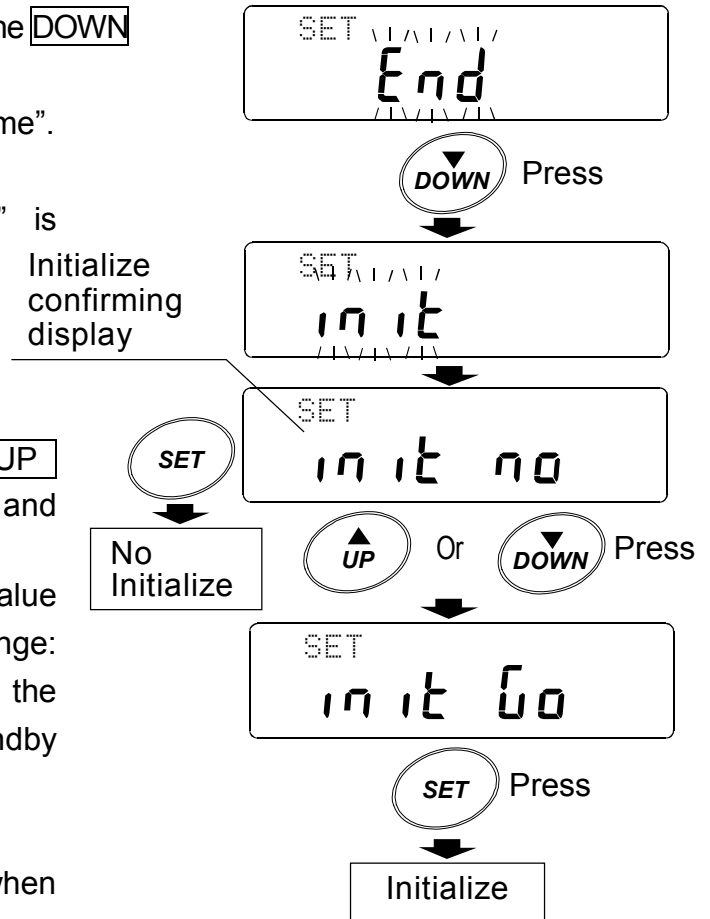 ne DOWN
SET
End
me".
DOWN Press
" is
Initialize
confirming
display
SET
init
SET
UP
SET
init no
and
No
Initialize
UP Or DOWN Press
alue
nge:
the
ndby
SET
init Go
SET Press
when
Initialize